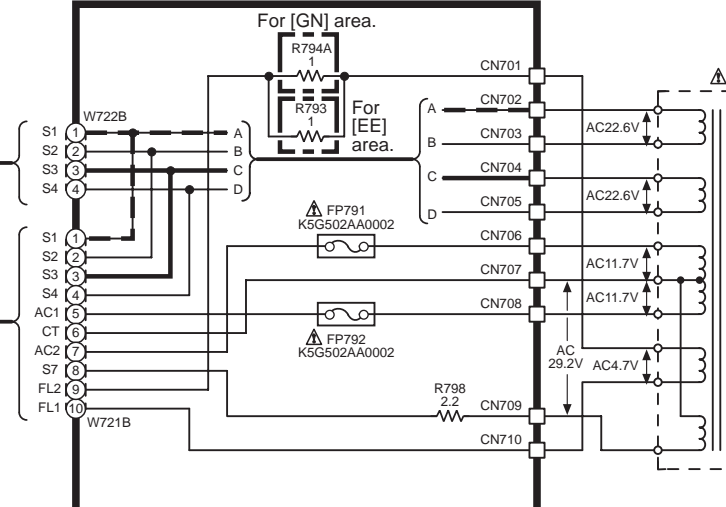 For [GN] area.
R794A
1
R793
1
For
[EE]
area.
W722B
S1 1
S2 2
S3 3
S4 4
A
B
C
D
A
B
C
D
CN701
CN702
CN703
CN704
CN705
CN706
CN707
CN708
CN709
CN710
AC22.6V
AC22.6V
AC11.7V
AC11.7V
AC
29.2V
AC4.7V
FP791
K5G502AA0002
FP792
K5G502AA0002
R798
2.2
S1 1
S2 2
S3 3
S4 4
AC1 5
CT 6
AC2 7
S7 8
FL2 9
FL1 10
W721B